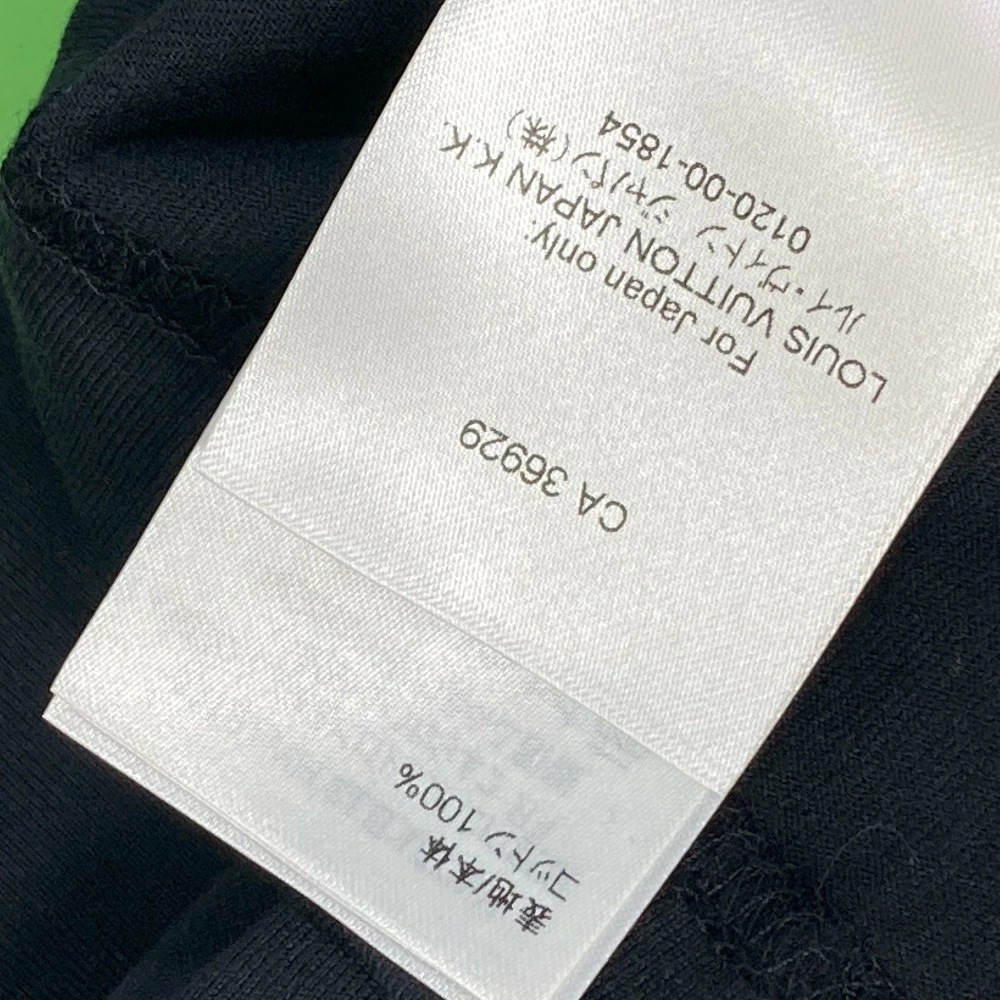 表地/本体
コットン 100%
CA 36929
For Japan only:
LOUIS VUITTON JAPAN K.K.
ルイ・ヴィトン ジャパン(株)
0120-00-1854